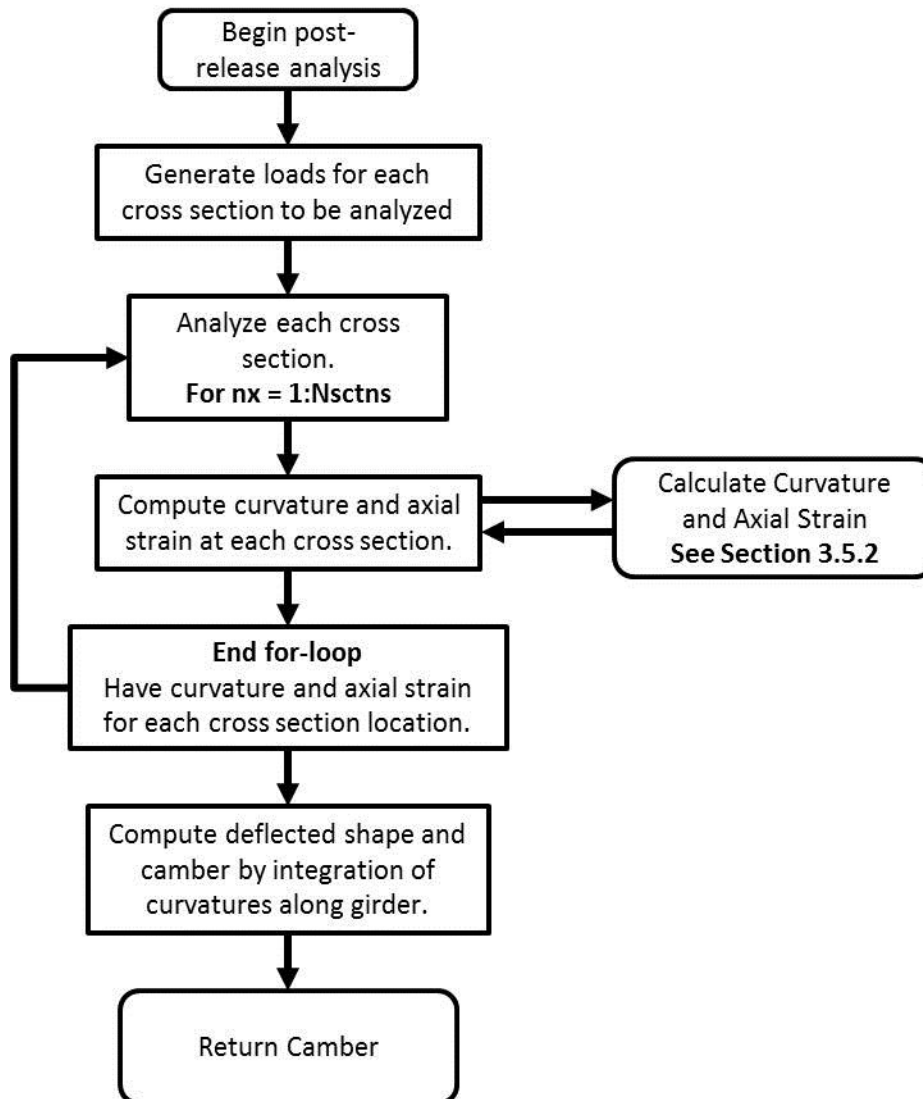 Begin post-
release analysis
Generate loads for each
cross section to be analyzed
Analyze each cross
section.
For nx = 1:Nsctns
Compute curvature and axial
strain at each cross section.
Calculate Curvature
and Axial Strain
See Section 3.5.2
End for-loop
Have curvature and axial strain
for each cross section location.
Compute deflected shape and
camber by integration of
curvatures along girder.
Return Camber